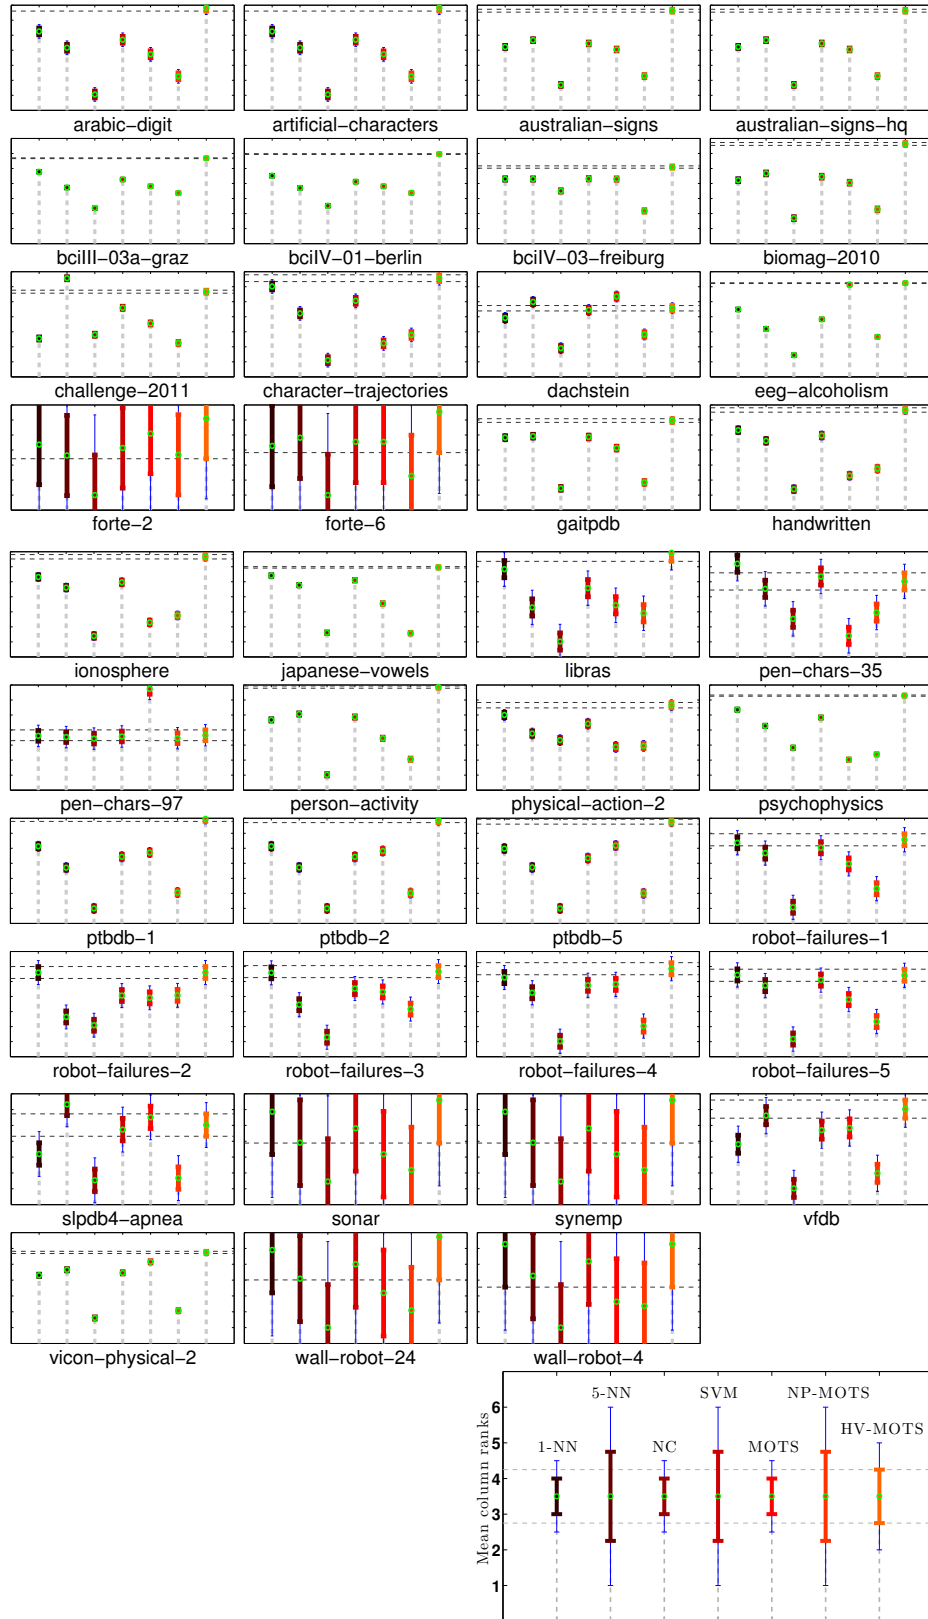 arabic-digit artificial-characters australian-signs australian-signs-hq
bciIII-03a-graz bciIV-01-berlin bciIV-03-freiburg biomag-2010
challenge-2011 character-trajectories dachstein eeg-alcoholism
forte-2 forte-6 gaitpdb handwritten
ionosphere japanese-vowels libras pen-chars-35
pen-chars-97 person-activity physical-action-2 psychophysics
ptbdb-1 ptbdb-2 ptbdb-5 robot-failures-1
robot-failures-2 robot-failures-3 robot-failures-4 robot-failures-5
slpdb4-apnea sonar synemp vfdb
vicon-physical-2 wall-robot-24 wall-robot-4
5-NN SVM NP-MOTS
1-NN NC MOTS HV-MOTS
Mean column ranks
6
5
4
3
2
1